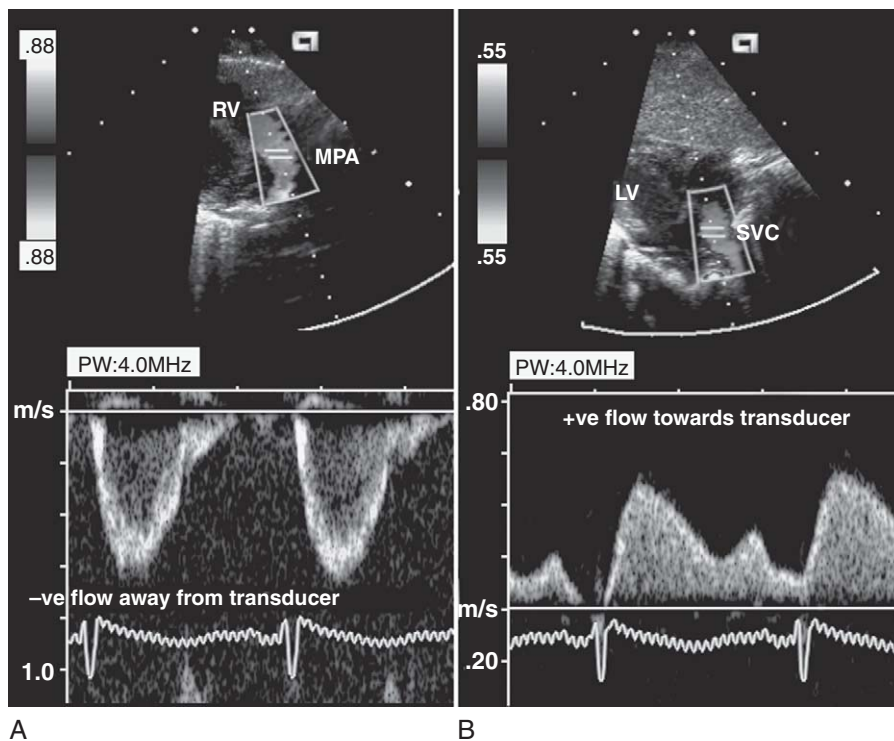 .88
RV
MPA
.88
PW:4.0MHz
m/s
–ve flow away from transducer
1.0
A
.55
LV
SVC
.55
PW:4.0MHz
.80
+ve flow towards transducer
m/s
.20
B